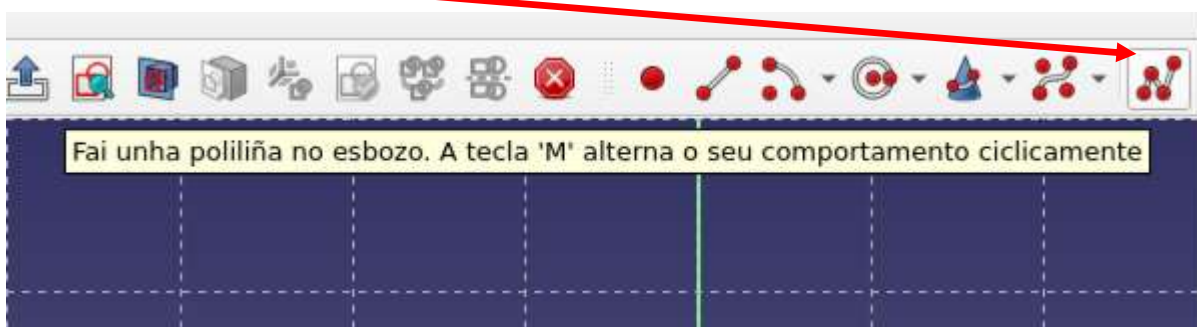 Fai unha poliliña no esbozo. A tecla 'M' alterna o seu comportamento ciclicamente